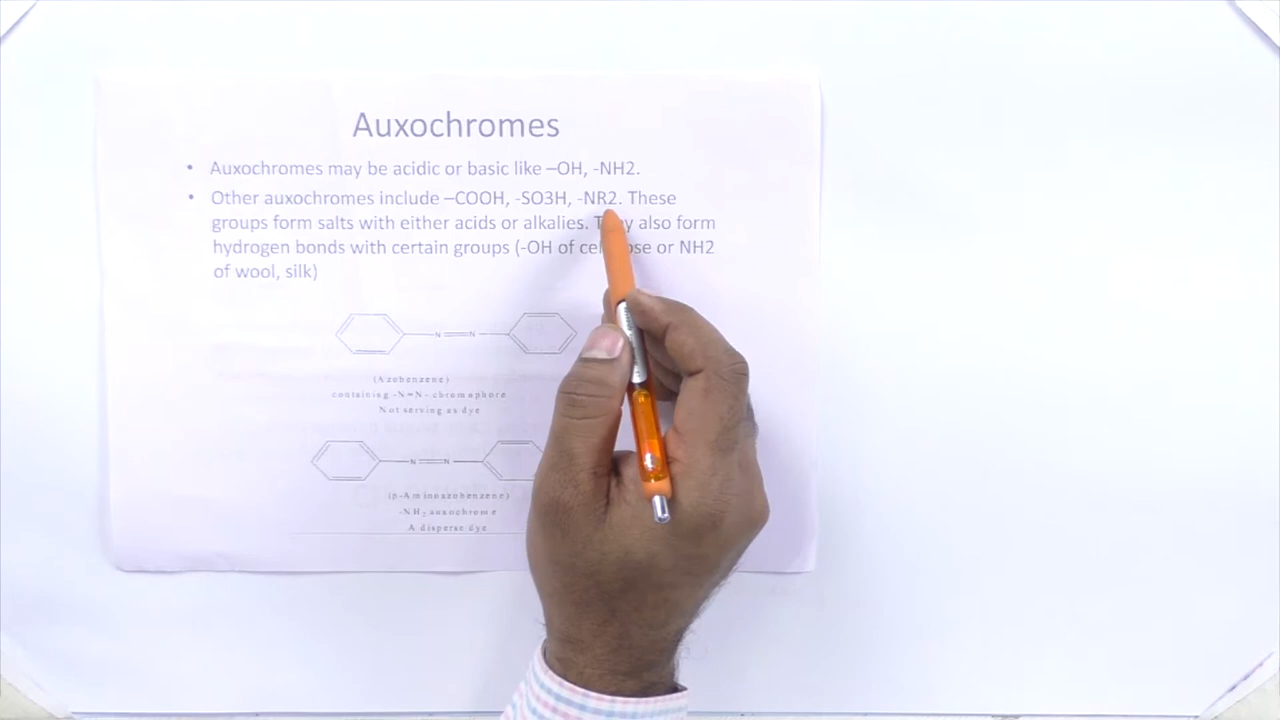 Auxochromes
• Auxochromes may be acidic or basic like –OH, -NH2.
• Other auxochromes include –COOH, -SO3H, -NR2. These
groups form salts with either acids or alkalies. They also form
hydrogen bonds with certain groups (-OH of cellulose or NH2
of wool, silk)
N N
(Azobenzene)
containing -N=N- chromophore
Not serving as dye
N N
(p-Aminoazobenzene)
-NH₂ auxochrome
A disperse dye